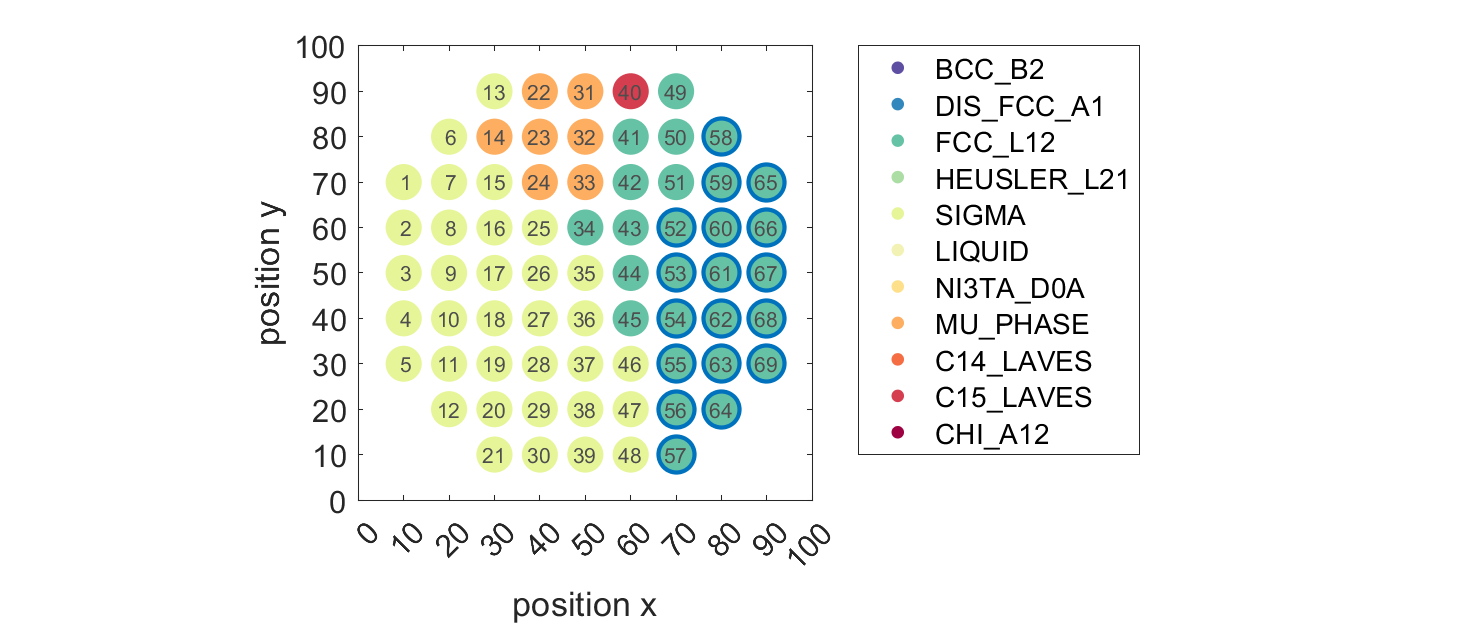 100
90
80
70
60
50
40
30
20
10
0
13 22 31 40 49
6 14 23 32 41 50 58
1 7 15 24 33 42 51 59 65
2 8 16 25 34 43 52 60 66
3 9 17 26 35 44 53 61 67
4 10 18 27 36 45 54 62 68
5 11 19 28 37 46 55 63 69
12 20 29 38 47 56 64
21 30 39 48 57
0 10 20 30 40 50 60 70 80 90 100
position x
position y
BCC_B2
DIS_FCC_A1
FCC_L12
HEUSLER_L21
SIGMA
LIQUID
NI3TA_D0A
MU_PHASE
C14_LAVES
C15_LAVES
CHI_A12